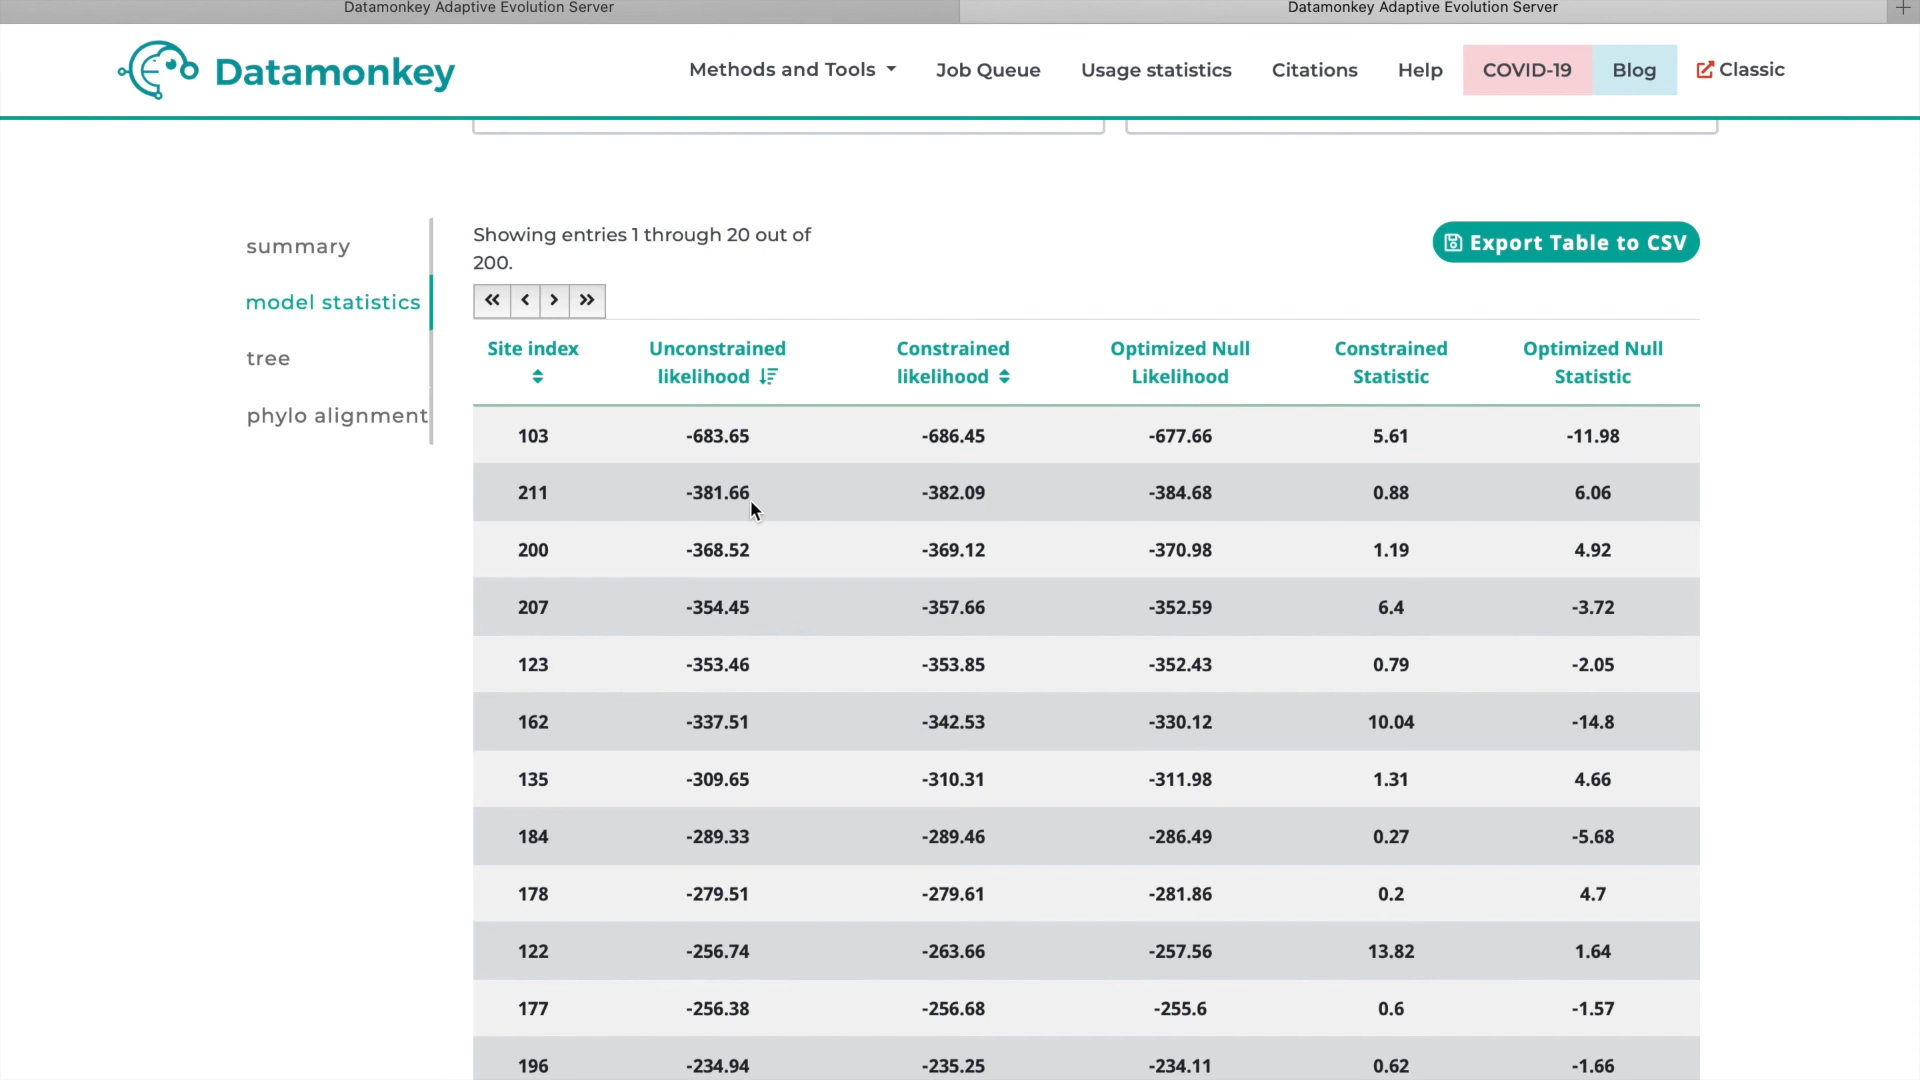 Datamonkey Adaptive Evolution Server
Datamonkey Adaptive Evolution Server
Datamonkey
Methods and Tools
Job Queue
Usage statistics
Citations
Help
COVID-19
Blog
Classic
summary
model statistics
tree
phylo alignment
Showing entries 1 through 20 out of
200.
Export Table to CSV
Site index
Unconstrained likelihood
Constrained likelihood
Optimized Null Likelihood
Constrained Statistic
Optimized Null Statistic
103 -683.65 -686.45 -677.66 5.61 -11.98
211 -381.66 -382.09 -384.68 0.88 6.06
200 -368.52 -369.12 -370.98 1.19 4.92
207 -354.45 -357.66 -352.59 6.4 -3.72
123 -353.46 -353.85 -352.43 0.79 -2.05
162 -337.51 -342.53 -330.12 10.04 -14.8
135 -309.65 -310.31 -311.98 1.31 4.66
184 -289.33 -289.46 -286.49 0.27 -5.68
178 -279.51 -279.61 -281.86 0.2 4.7
122 -256.74 -263.66 -257.56 13.82 1.64
177 -256.38 -256.68 -255.6 0.6 -1.57
196 -234.94 -235.25 -234.11 0.62 -1.66